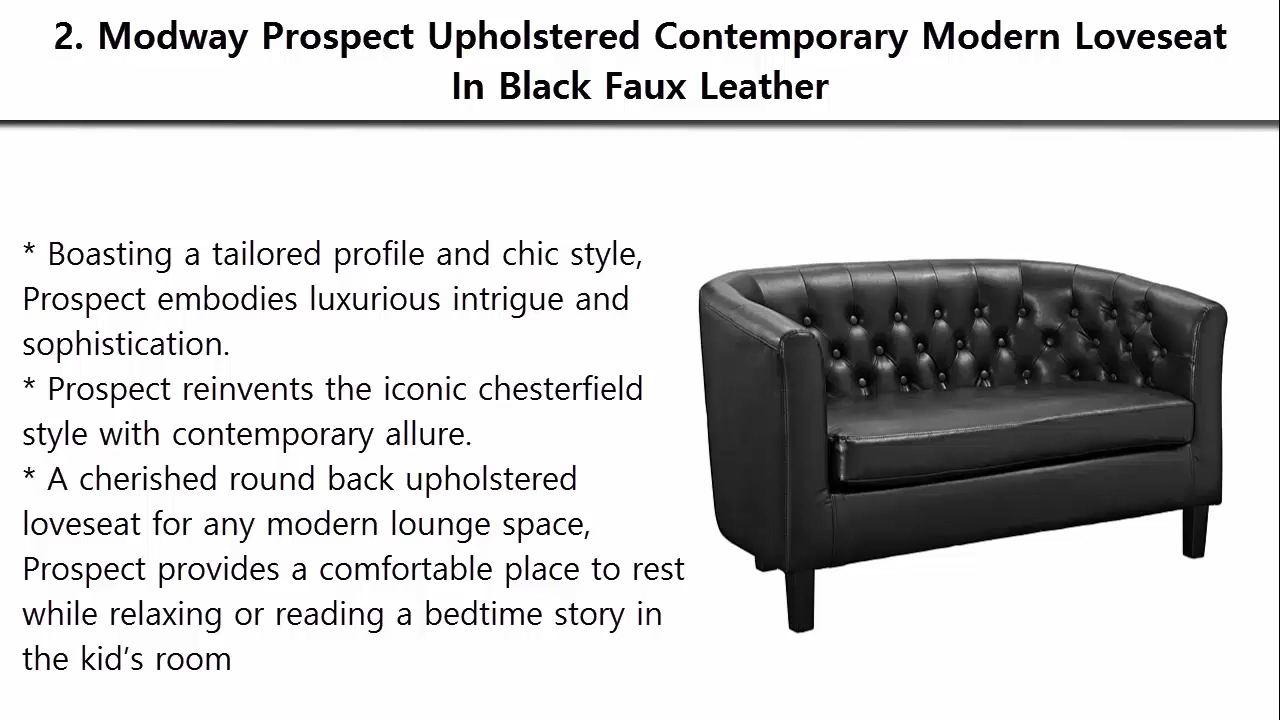 2. Modway Prospect Upholstered Contemporary Modern Loveseat
In Black Faux Leather
* Boasting a tailored profile and chic style,
Prospect embodies luxurious intrigue and
sophistication.
* Prospect reinvents the iconic chesterfield
style with contemporary allure.
* A cherished round back upholstered
loveseat for any modern lounge space,
Prospect provides a comfortable place to rest
while relaxing or reading a bedtime story in
the kid’s room